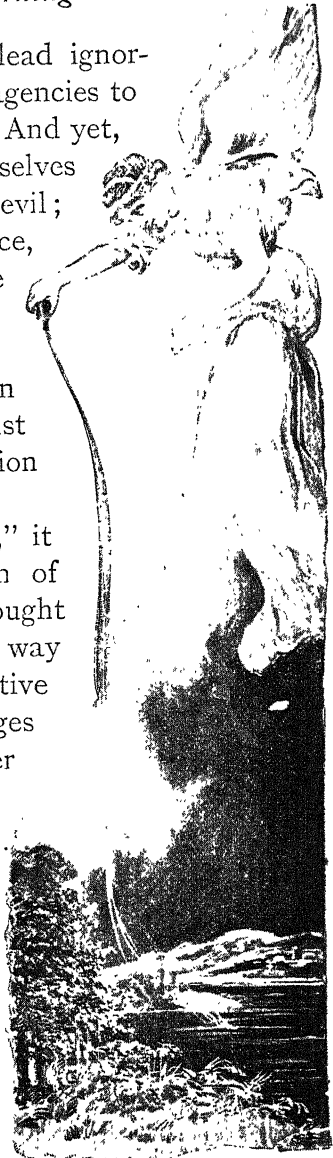 lead ignor-
agencies to
And yet,
selves
evil;
ce,
e
n
st
ion
," it
n of
ought
way
tive
ges
er